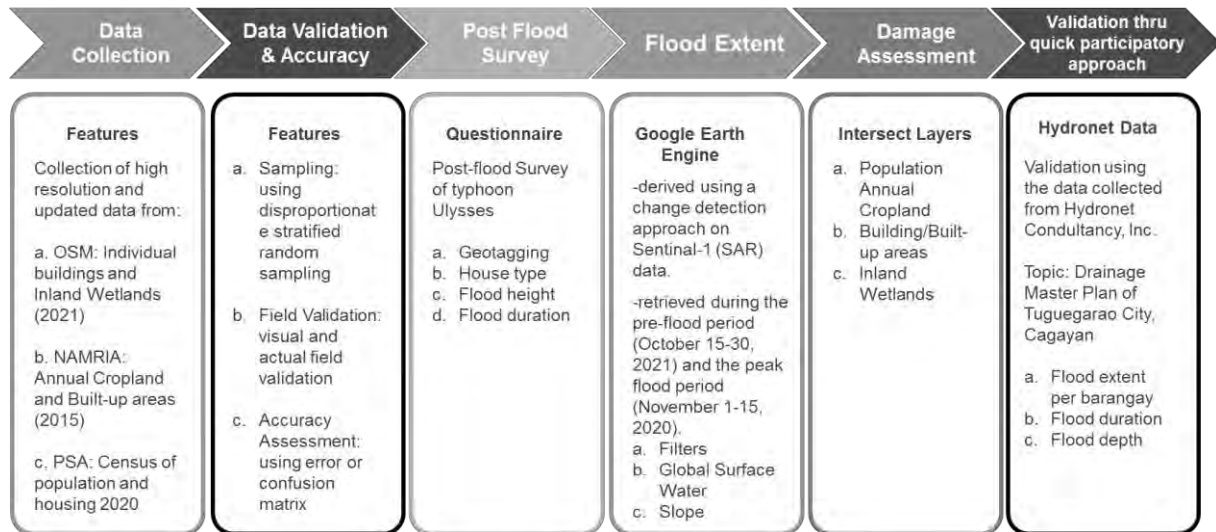 Data
Collection
Data Validation
& Accuracy
Post Flood
Survey
Flood Extent
Damage
Assessment
Validation thru
quick participatory
approach
Features
Collection of high
resolution and
updated data from:
a. OSM: Individual
buildings and
Inland Wetlands
(2021)
b. NAMRIA:
Annual Cropland
and Built-up areas
(2015)
c. PSA: Census of
population and
housing 2020
Features
a. Sampling:
using
disproportionat
e stratified
random
sampling
b. Field Validation:
visual and
actual field
validation
c. Accuracy
Assessment:
using error or
confusion
matrix
Questionnaire
Post-flood Survey
of typhoon
Ulysses
a. Geotagging
b. House type
c. Flood height
d. Flood duration
Google Earth
Engine
-derived using a
change detection
approach on
Sentinal-1 (SAR)
data.
-retrieved during the
pre-flood period
(October 15-30,
2021) and the peak
flood period
(November 1-15,
2020).
a. Filters
b. Global Surface
Water
c. Slope
Intersect Layers
a. Population
Annual
Cropland
b. Building/Built-
up areas
c. Inland
Wetlands
Hydronet Data
Validation using
the data collected
from Hydronet
Condultancy, Inc.
Topic: Drainage
Master Plan of
Tuguegarao City,
Cagayan
a. Flood extent
per barangay
b. Flood duration
c. Flood depth